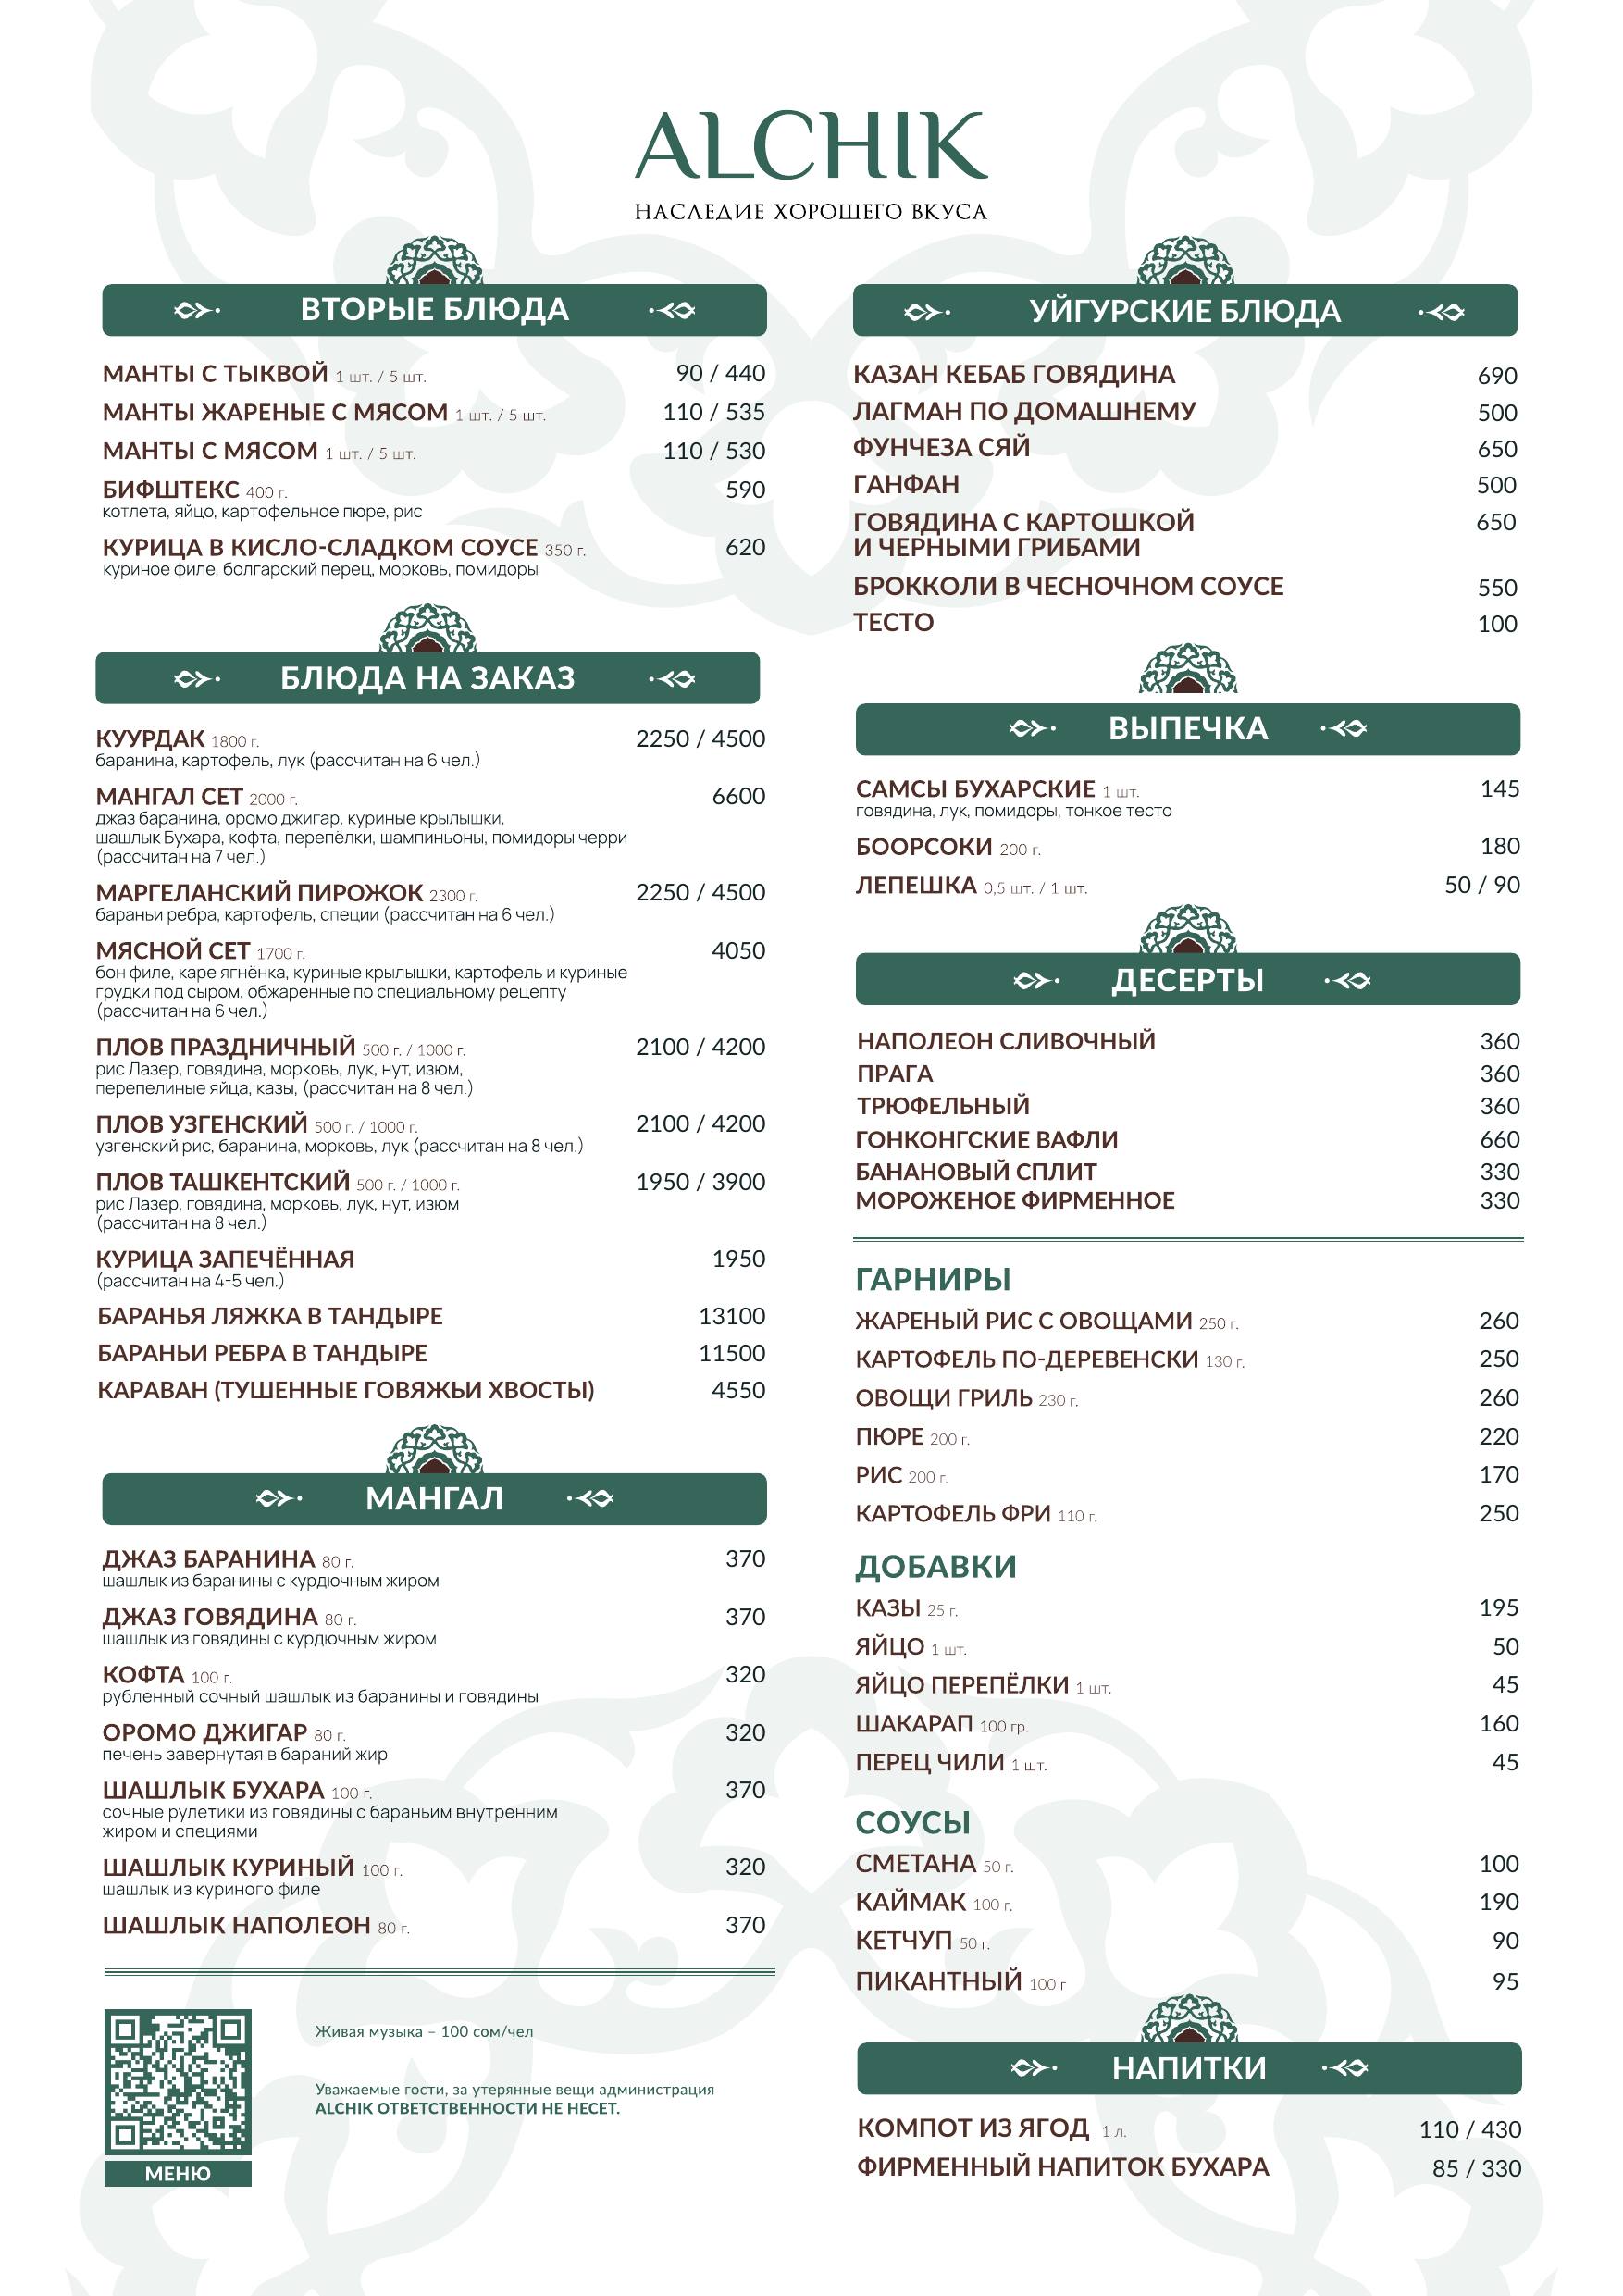 ALCHIK
НАСЛЕДИЕ ХОРОШЕГО ВКУСА
ВТОРЫЕ БЛЮДА
МАНТЫ С ТЫКВОЙ 1 шт. / 5 шт. 90 / 440
МАНТЫ ЖАРЕНЫЕ С МЯСОМ 1 шт. / 5 шт. 110 / 535
МАНТЫ С МЯСОМ 1 шт. / 5 шт. 110 / 530
БИФШТЕКС 400 г. 590
котлета, яйцо, картофельное пюре, рис
КУРИЦА В КИСЛО-СЛАДКОМ СОУСЕ 350 г. 620
куриное филе, болгарский перец, морковь, помидоры
БЛЮДА НА ЗАКАЗ
КУУРДАК 1800 г. 2250 / 4500
баранина, картофель, лук (рассчитан на 6 чел.)
МАНГАЛ СЕТ 2000 г. 6600
джаз баранина, оромо джигар, куриные крылышки,
шашлык Бухара, кофта, перепёлки, шампиньоны, помидоры черри
(рассчитан на 7 чел.)
МАРГЕЛАНСКИЙ ПИРОЖОК 2300 г. 2250 / 4500
бараньи ребра, картофель, специи (рассчитан на 6 чел.)
МЯСНОЙ СЕТ 1700 г. 4050
бон филе, каре ягнёнка, куриные крылышки, картофель и куриные
грудки под сыром, обжаренные по специальному рецепту
(рассчитан на 6 чел.)
ПЛОВ ПРАЗДНИЧНЫЙ 500 г. / 1000 г. 2100 / 4200
рис Лазер, говядина, морковь, лук, нут, изюм,
перепелиные яйца, казы, (рассчитан на 8 чел.)
ПЛОВ УЗГЕНСКИЙ 500 г. / 1000 г. 2100 / 4200
узгенский рис, баранина, морковь, лук (рассчитан на 8 чел.)
ПЛОВ ТАШКЕНТСКИЙ 500 г. / 1000 г. 1950 / 3900
рис Лазер, говядина, морковь, лук, нут, изюм
(рассчитан на 8 чел.)
КУРИЦА ЗАПЕЧЁННАЯ 1950
(рассчитан на 4-5 чел.)
БАРАНЬЯ ЛЯЖКА В ТАНДЫРЕ 13100
БАРАНЬИ РЕБРА В ТАНДЫРЕ 11500
КАРАВАН (ТУШЕННЫЕ ГОВЯЖЬИ ХВОСТЫ) 4550
МАНГАЛ
ДЖАЗ БАРАНИНА 80 г. 370
шашлык из баранины с курдючным жиром
ДЖАЗ ГОВЯДИНА 80 г. 370
шашлык из говядины с курдючным жиром
КОФТА 100 г. 320
рубленный сочный шашлык из баранины и говядины
ОРОМО ДЖИГАР 80 г. 320
печень завернутая в бараний жир
ШАШЛЫК БУХАРА 100 г. 370
сочные рулетики из говядины с бараньим внутренним
жиром и специями
ШАШЛЫК КУРИНЫЙ 100 г. 320
шашлык из куриного филе
ШАШЛЫК НАПОЛЕОН 80 г. 370
МЕНЮ
Живая музыка – 100 сом/чел
Уважаемые гости, за утерянные вещи администрация
ALCHIK ОТВЕТСТВЕННОСТИ НЕ НЕСЕТ.
УЙГУРСКИЕ БЛЮДА
КАЗАН КЕБАБ ГОВЯДИНА 690
ЛАГМАН ПО ДОМАШНЕМУ 500
ФУНЧЕЗА СЯЙ 650
ГАНФАН 500
ГОВЯДИНА С КАРТОШКОЙ 650
И ЧЕРНЫМИ ГРИБАМИ
БРОККОЛИ В ЧЕСНОЧНОМ СОУСЕ 550
ТЕСТО 100
ВЫПЕЧКА
САМСЫ БУХАРСКИЕ 1 шт. 145
говядина, лук, помидоры, тонкое тесто
БООРСОКИ 200 г. 180
ЛЕПЕШКА 0,5 шт. / 1 шт. 50 / 90
ДЕСЕРТЫ
НАПОЛЕОН СЛИВОЧНЫЙ 360
ПРАГА 360
ТРЮФЕЛЬНЫЙ 360
ГОНКОНГСКИЕ ВАФЛИ 660
БАНАНОВЫЙ СПЛИТ 330
МОРОЖЕНОЕ ФИРМЕННОЕ 330
ГАРНИРЫ
ЖАРЕНЫЙ РИС С ОВОЩАМИ 250 г. 260
КАРТОФЕЛЬ ПО-ДЕРЕВЕНСКИ 130 г. 250
ОВОЩИ ГРИЛЬ 230 г. 260
ПЮРЕ 200 г. 220
РИС 200 г. 170
КАРТОФЕЛЬ ФРИ 110 г. 250
ДОБАВКИ
КАЗЫ 25 г. 195
ЯЙЦО 1 шт. 50
ЯЙЦО ПЕРЕПЁЛКИ 1 шт. 45
ШАКАРАП 100 гр. 160
ПЕРЕЦ ЧИЛИ 1 шт. 45
СОУСЫ
СМЕТАНА 50 г. 100
КАЙМАК 100 г. 190
КЕТЧУП 50 г. 90
ПИКАНТНЫЙ 100 г 95
НАПИТКИ
КОМПОТ ИЗ ЯГОД 1 л. 110 / 430
ФИРМЕННЫЙ НАПИТОК БУХАРА 85 / 330